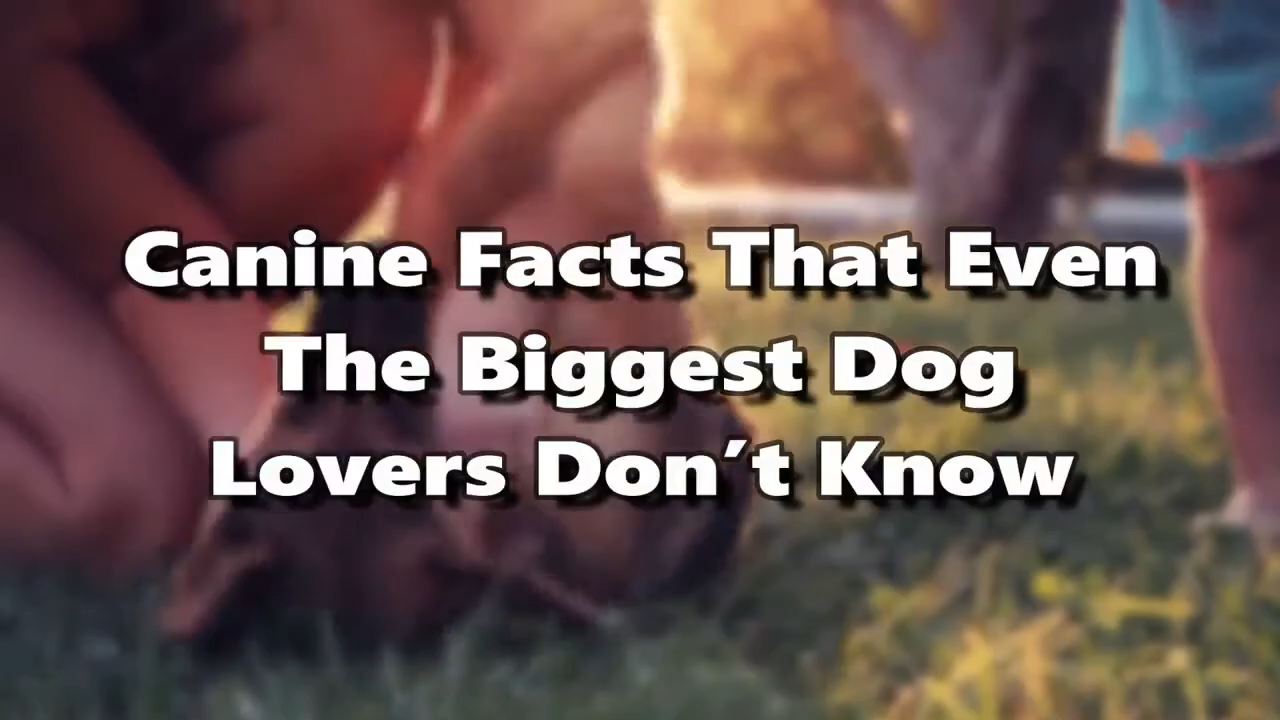 Canine Facts That Even
The Biggest Dog
Lovers Don’t Know